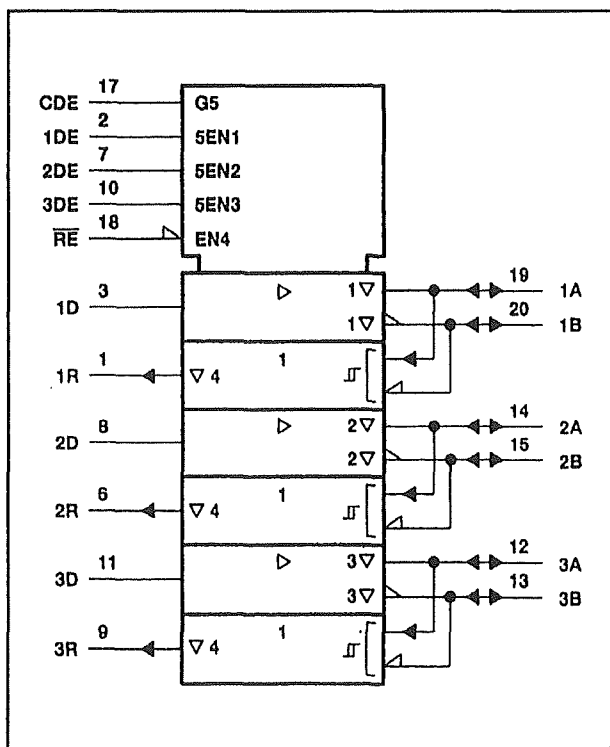 CDE 17 G5
1DE 2 5EN1
2DE 7 5EN2
3DE 10 5EN3
RE 18 EN4
1D 3 1 19 1A
1 20 1B
1R 1 4 1
2D 8 2 14 2A
2 15 2B
2R 6 4 1
3D 11 3 12 3A
3 13 3B
3R 9 4 1